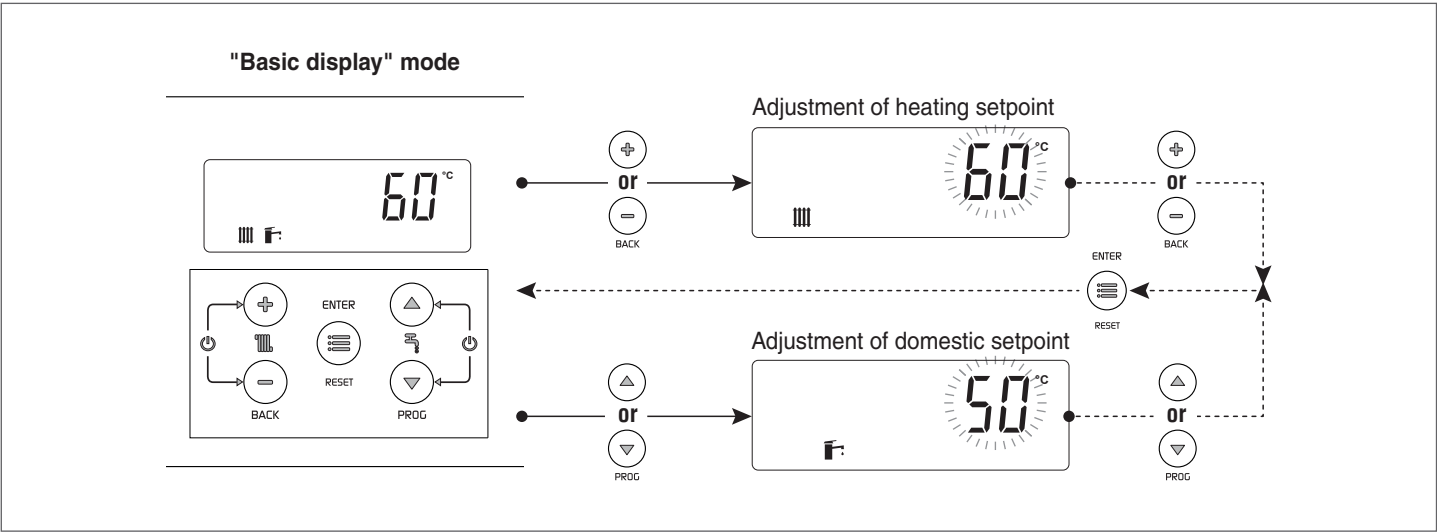 "Basic display" mode
60 °C
ENTER
RESET
BACK
PROG
or
BACK
Adjustment of heating setpoint
60 °C
or
BACK
ENTER
RESET
or
PROG
Adjustment of domestic setpoint
50 °C
or
PROG